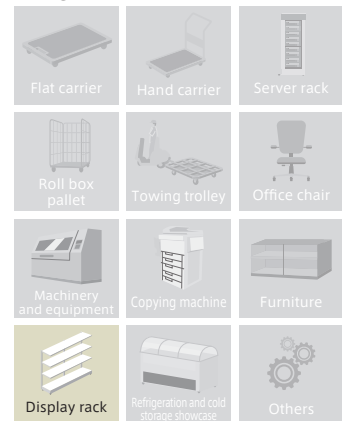 Flat carrier
Hand carrier
Server rack
Roll box
pallet
Towing trolley
Office chair
Machinery
and equipment
Copying machine
Furniture
Display rack
Refrigeration and cold
storage showcase
Others